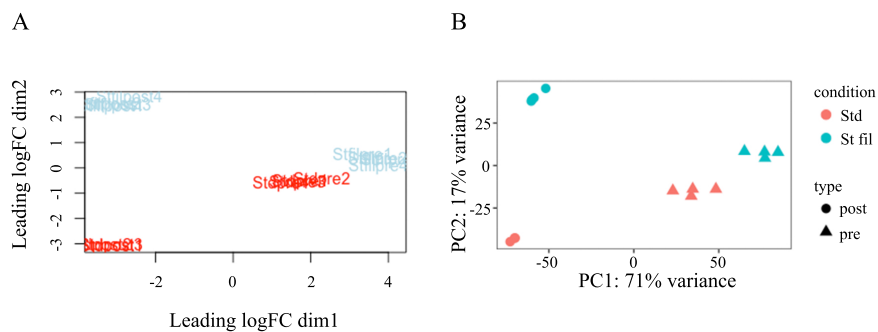 A
B
Leading logFC dim2
3
2
1
0
-1
-2
-3
-2
0
2
4
Leading logFC dim1
PC2: 17% variance
25
0
-25
-50
0
50
PC1: 71% variance
condition
Std
St fil
type
post
pre